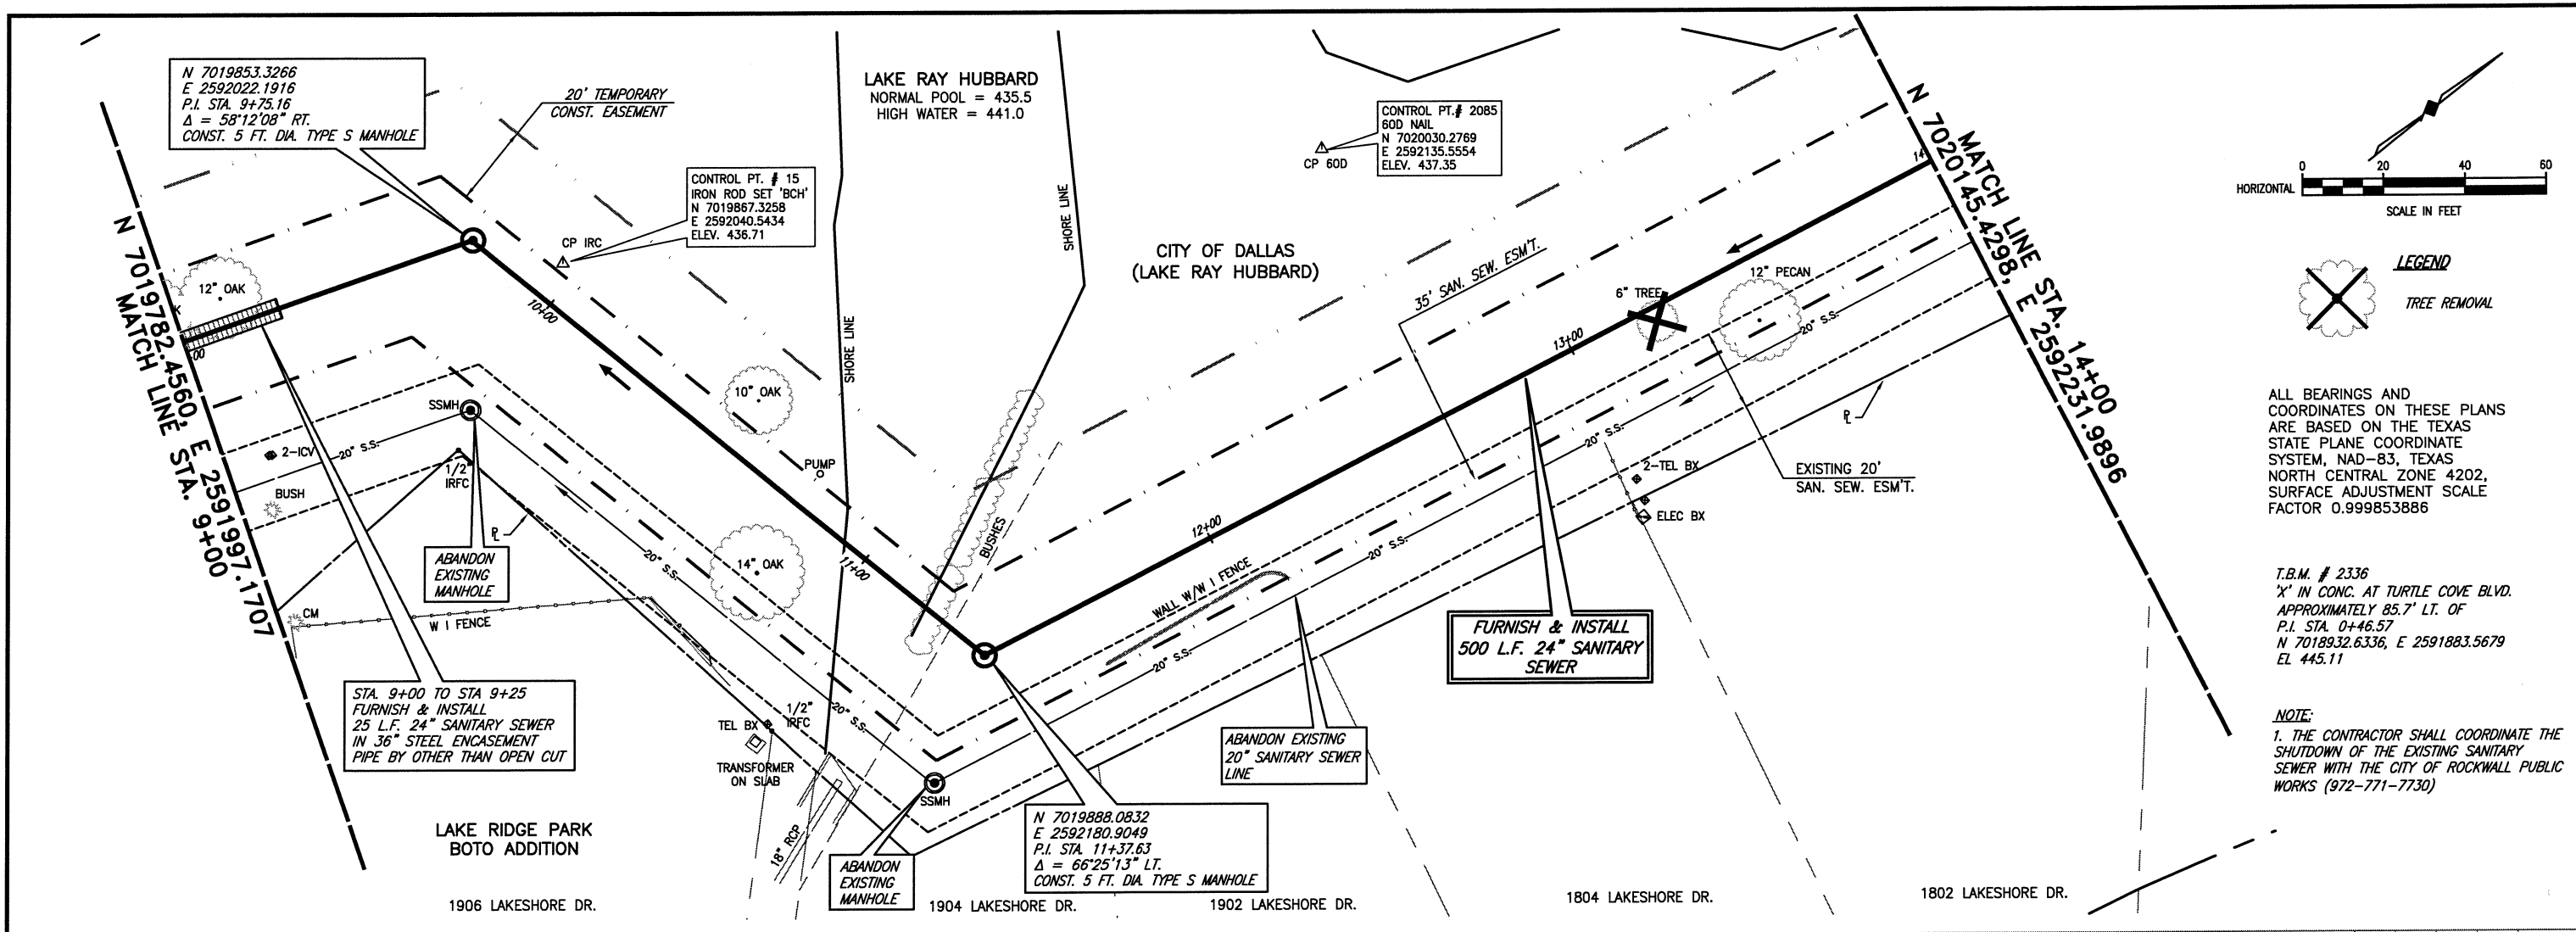 N 7019853.3266
E 2592022.1916
P.I. STA. 9+75.16
Δ = 58°12'08" RT.
CONST. 5 FT. DIA. TYPE S MANHOLE
20' TEMPORARY
CONST. EASEMENT
LAKE RAY HUBBARD
NORMAL POOL = 435.5
HIGH WATER = 441.0
CONTROL PT.# 2085
60D NAIL
N 7020030.2769
E 2592135.5554
ELEV. 437.35
CP 60D
CONTROL PT. # 15
IRON ROD SET 'BCH'
N 7019867.3258
E 2592040.5434
ELEV. 436.71
CP IRC
SHORE LINE
SHORE LINE
CITY OF DALLAS
(LAKE RAY HUBBARD)
35' SAN. SEW. ESM'T.
MATCH LINE STA. 14+00
N 7020145.4298, E 2592231.9896
14
0 20 40 60
HORIZONTAL
SCALE IN FEET
LEGEND
TREE REMOVAL
N 7019782.4560, E 2591997.1707
MATCH LINE STA. 9+00
12" OAK
00
10+00
10" OAK
PUMP
11+00
14" OAK
12+00
13+00
6" TREE
12" PECAN
20" S.S.
20" S.S.
20" S.S.
20" S.S.
20" S.S.
20" S.S.
20" S.S.
SSMH
2-ICV
1/2"
IRFC
BUSH
CM
W I FENCE
ABANDON
EXISTING
MANHOLE
BUSHES
WALL W/W I FENCE
2-TEL BX
ELEC BX
EXISTING 20'
SAN. SEW. ESM'T.
FURNISH & INSTALL
500 L.F. 24" SANITARY
SEWER
STA. 9+00 TO STA 9+25
FURNISH & INSTALL
25 L.F. 24" SANITARY SEWER
IN 36" STEEL ENCASEMENT
PIPE BY OTHER THAN OPEN CUT
TEL BX
1/2"
IRFC
TRANSFORMER
ON SLAB
18" RCP
SSMH
ABANDON
EXISTING
MANHOLE
ABANDON EXISTING
20" SANITARY SEWER
LINE
N 7019888.0832
E 2592180.9049
P.I. STA. 11+37.63
Δ = 66°25'13" LT.
CONST. 5 FT. DIA. TYPE S MANHOLE
LAKE RIDGE PARK
BOTO ADDITION
1906 LAKESHORE DR.
1904 LAKESHORE DR.
1902 LAKESHORE DR.
1804 LAKESHORE DR.
1802 LAKESHORE DR.
ALL BEARINGS AND
COORDINATES ON THESE PLANS
ARE BASED ON THE TEXAS
STATE PLANE COORDINATE
SYSTEM, NAD-83, TEXAS
NORTH CENTRAL ZONE 4202,
SURFACE ADJUSTMENT SCALE
FACTOR 0.999853886
T.B.M. # 2336
'X' IN CONC. AT TURTLE COVE BLVD.
APPROXIMATELY 85.7' LT. OF
P.I. STA. 0+46.57
N 7018932.6336, E 2591883.5679
EL 445.11
NOTE:
1. THE CONTRACTOR SHALL COORDINATE THE
SHUTDOWN OF THE EXISTING SANITARY
SEWER WITH THE CITY OF ROCKWALL PUBLIC
WORKS (972-771-7730)